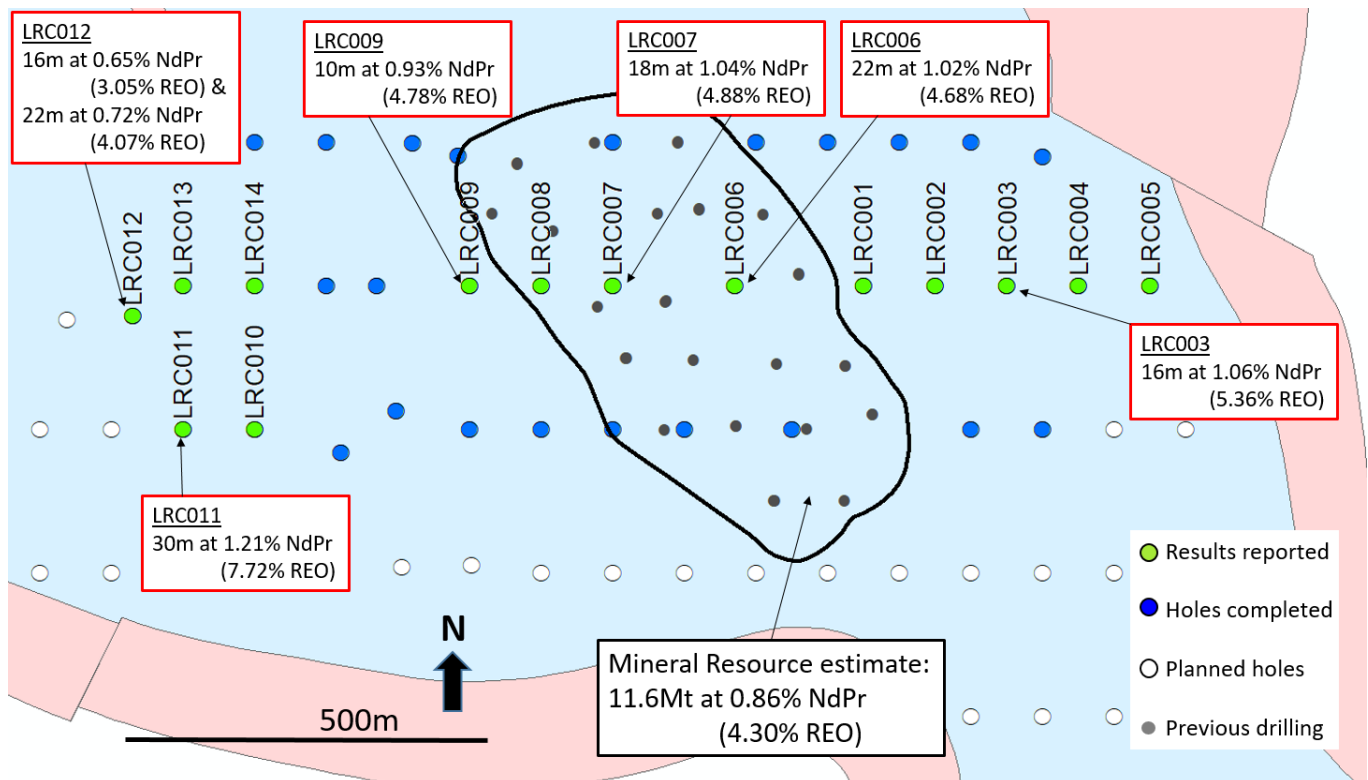 LRC012
16m at 0.65% NdPr
(3.05% REO) &
22m at 0.72% NdPr
(4.07% REO)
LRC009
10m at 0.93% NdPr
(4.78% REO)
LRC007
18m at 1.04% NdPr
(4.88% REO)
LRC006
22m at 1.02% NdPr
(4.68% REO)
LRC012
LRC013
LRC014
LRC009
LRC008
LRC007
LRC006
LRC001
LRC002
LRC003
LRC004
LRC005
LRC011
LRC010
LRC003
16m at 1.06% NdPr
(5.36% REO)
LRC011
30m at 1.21% NdPr
(7.72% REO)
N
500m
Mineral Resource estimate:
11.6Mt at 0.86% NdPr
(4.30% REO)
Results reported
Holes completed
Planned holes
Previous drilling